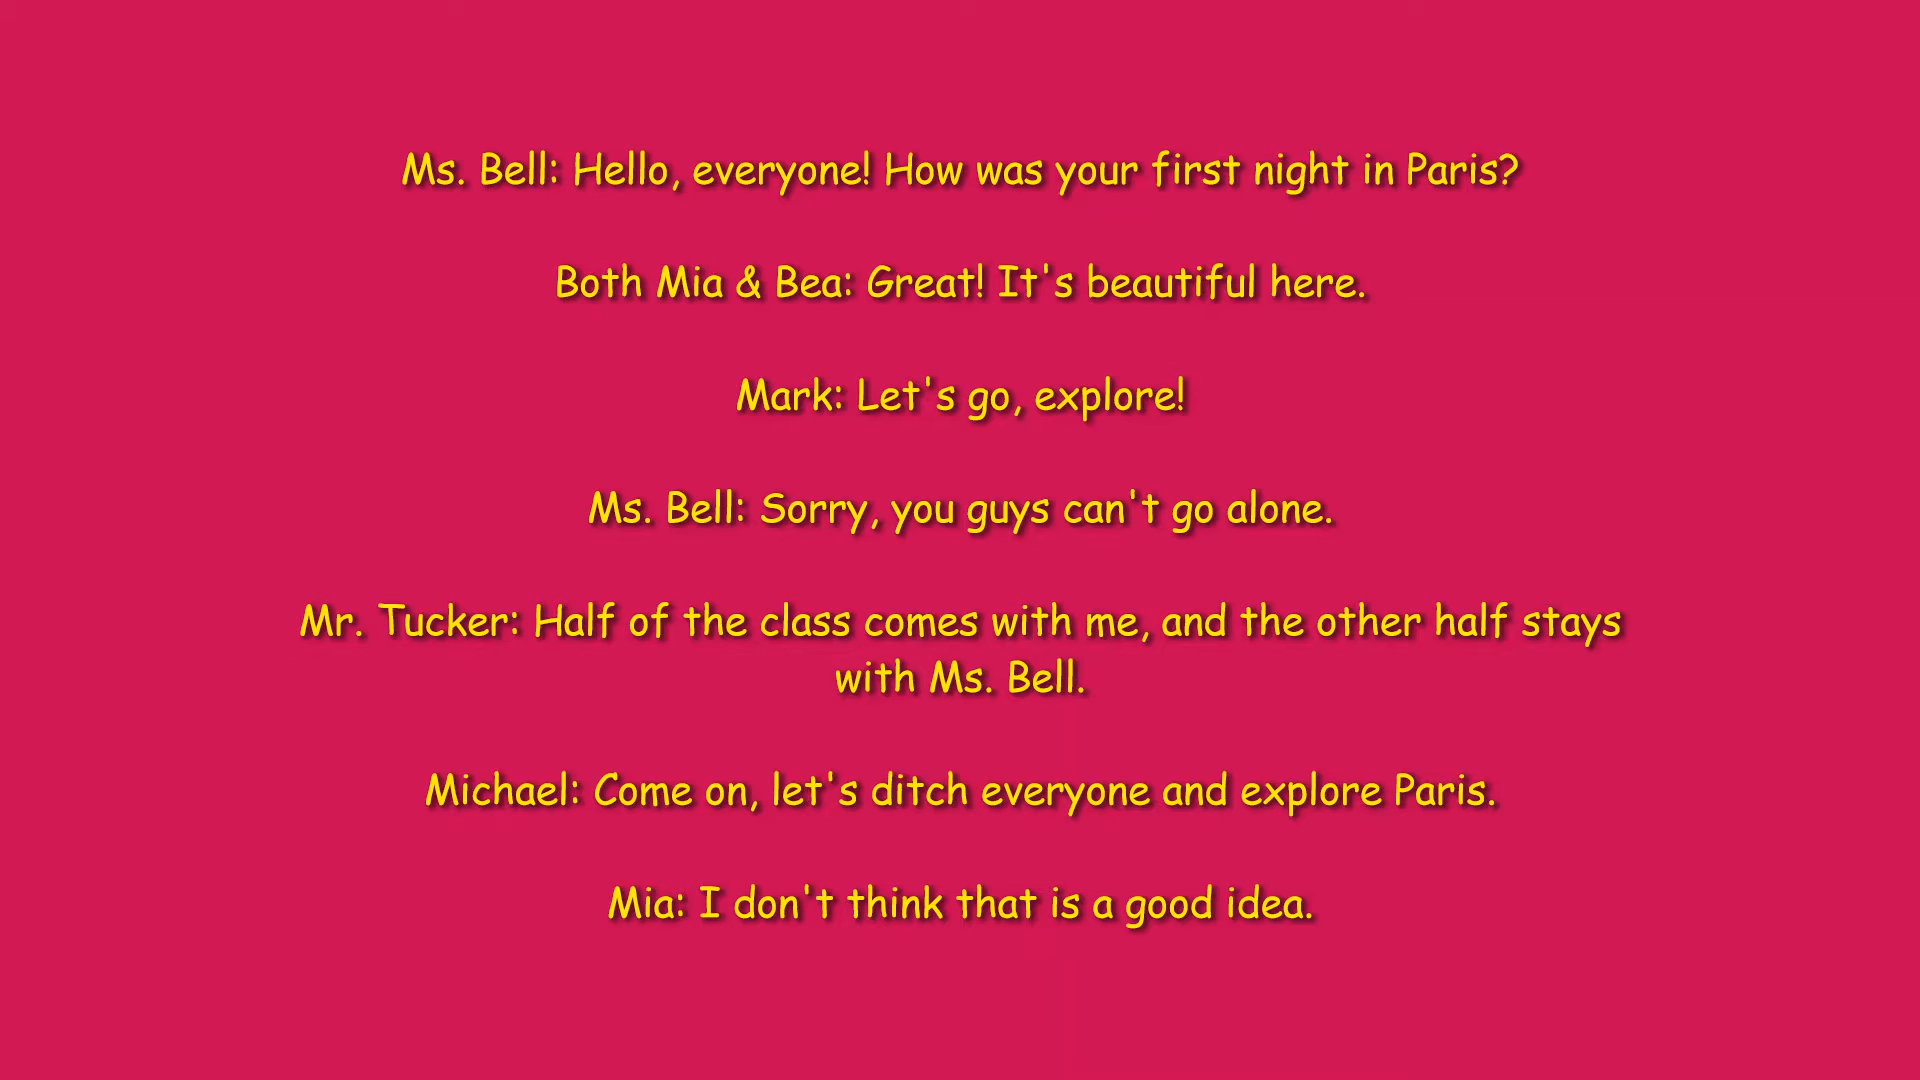 Ms. Bell: Hello, everyone! How was your first night in Paris?
Both Mia & Bea: Great! It's beautiful here.
Mark: Let's go, explore!
Ms. Bell: Sorry, you guys can't go alone.
Mr. Tucker: Half of the class comes with me, and the other half stays
with Ms. Bell.
Michael: Come on, let's ditch everyone and explore Paris.
Mia: I don't think that is a good idea.